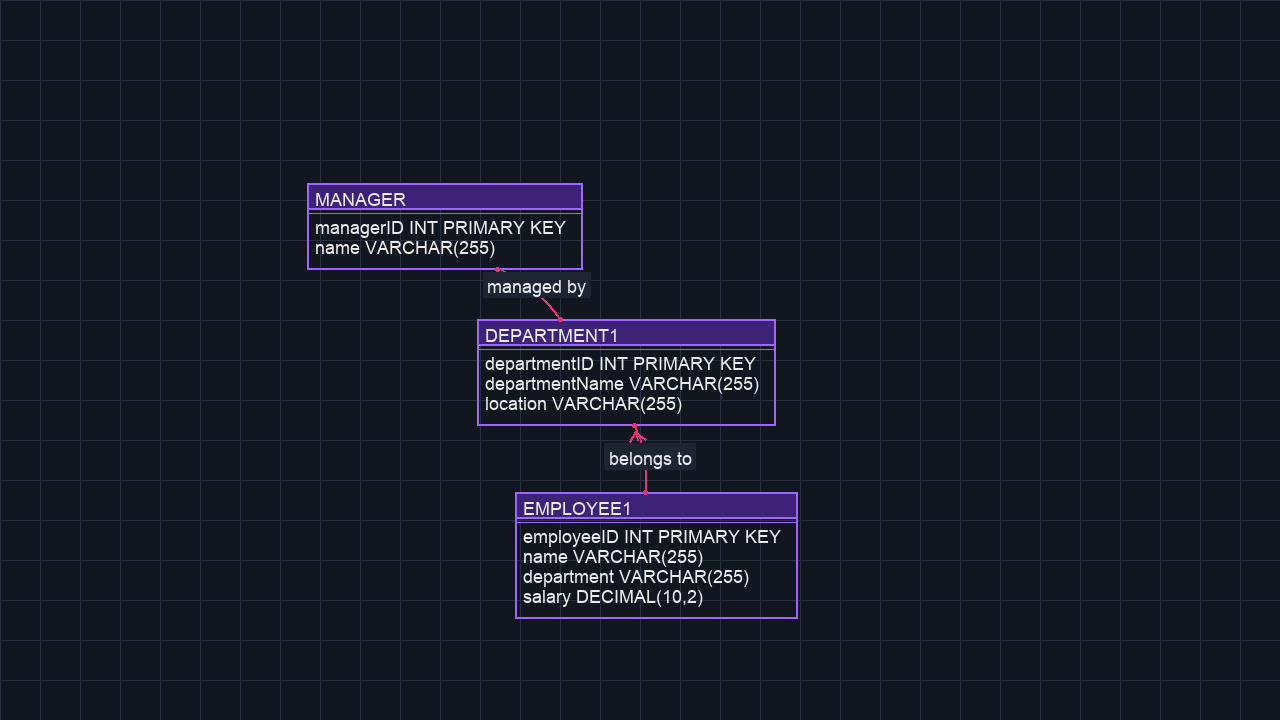 MANAGER
managerID INT PRIMARY KEY
name VARCHAR(255)
managed by
DEPARTMENT1
departmentID INT PRIMARY KEY
departmentName VARCHAR(255)
location VARCHAR(255)
belongs to
EMPLOYEE1
employeeID INT PRIMARY KEY
name VARCHAR(255)
department VARCHAR(255)
salary DECIMAL(10,2)